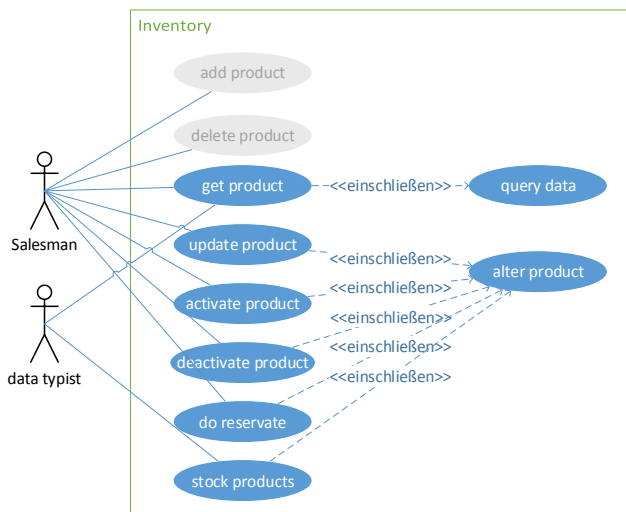 Inventory
add product
delete product
get product
<<einschließen>>
query data
Salesman
update product
<<einschließen>>
alter product
activate product
<<einschließen>>
<<einschließen>>
data typist
deactivate product
<<einschließen>>
<<einschließen>>
do reservate
stock products